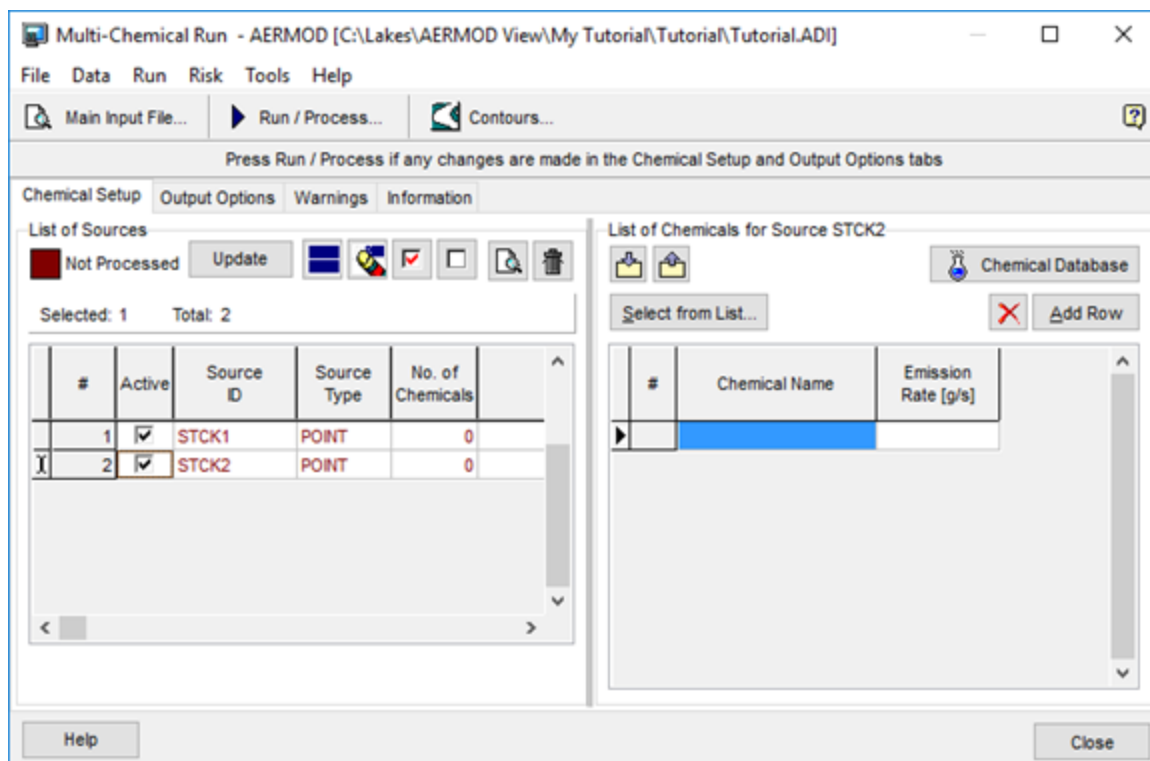 Multi-Chemical Run - AERMOD [C:\Lakes\AERMOD View\My Tutorial\Tutorial\Tutorial.ADI]
File Data Run Risk Tools Help
Main Input File... Run / Process... Contours...
Press Run / Process if any changes are made in the Chemical Setup and Output Options tabs
Chemical Setup Output Options Warnings Information
List of Sources
Not Processed Update
Selected: 1 Total: 2
# Active Source ID Source Type No. of Chemicals
1 STCK1 POINT 0
2 STCK2 POINT 0
List of Chemicals for Source STCK2
Chemical Database
Select from List... Add Row
# Chemical Name Emission Rate [g/s]
Help Close